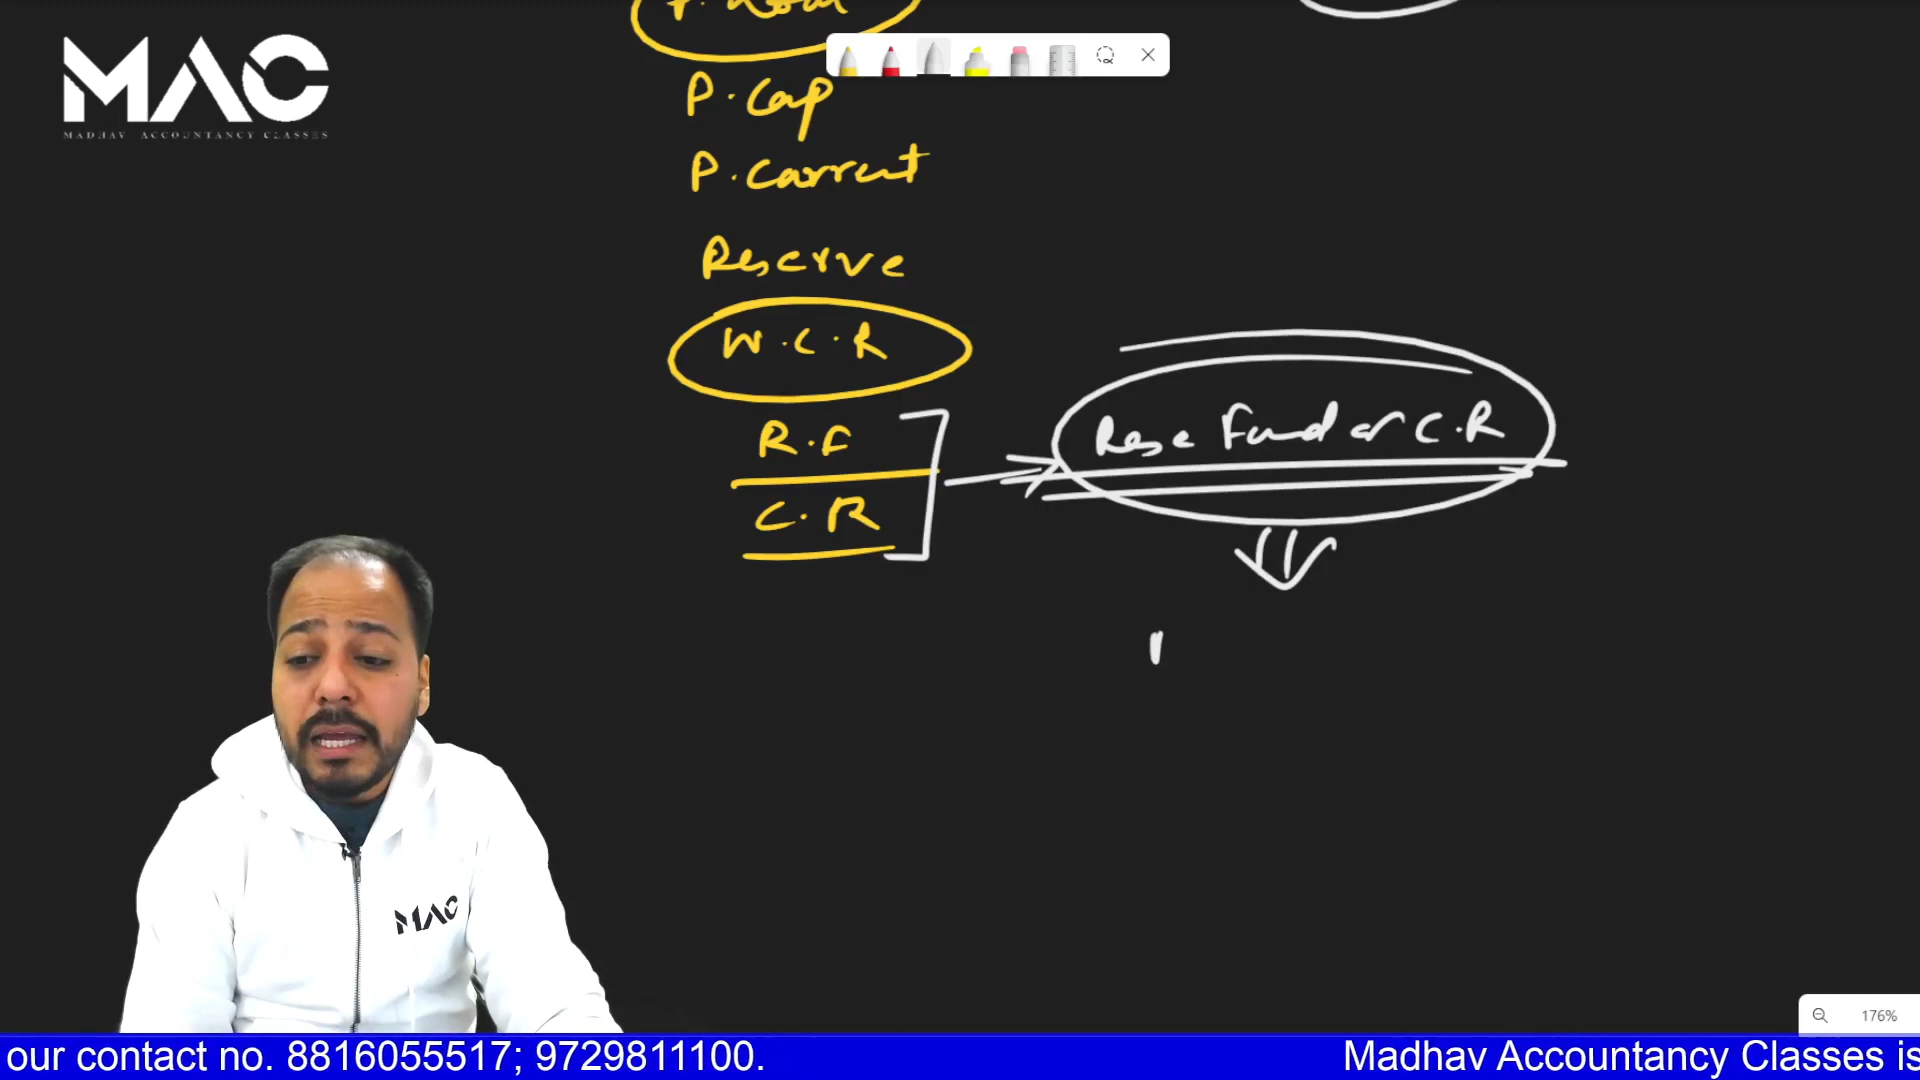 MAC
MADHAV ACCOUNTANCY CLASSES
P. Cap
P. Current
Reserve
W.C.R
R.F
C.R
Rese Fund or C.R
MAC
176%
our contact no. 8816055517; 9729811100.
Madhav Accountancy Classes is